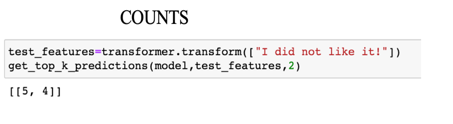 COUNTS
test_features=transformer.transform(["I did not like it!"])
get_top_k_predictions(model,test_features,2)
[[5, 4]]